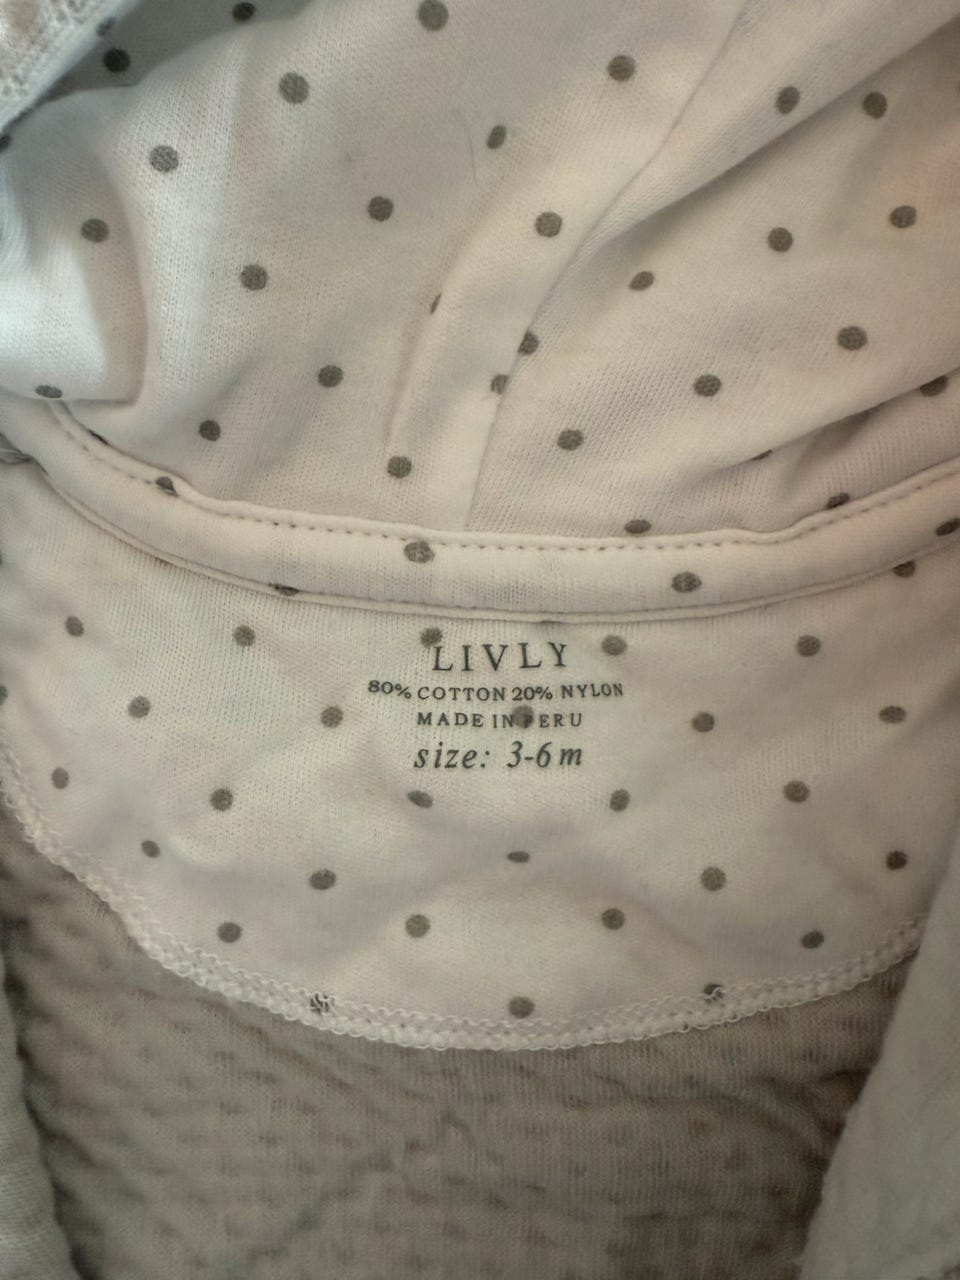 LIVLY
80% COTTON 20% NYLON
MADE IN PERU
size: 3-6m